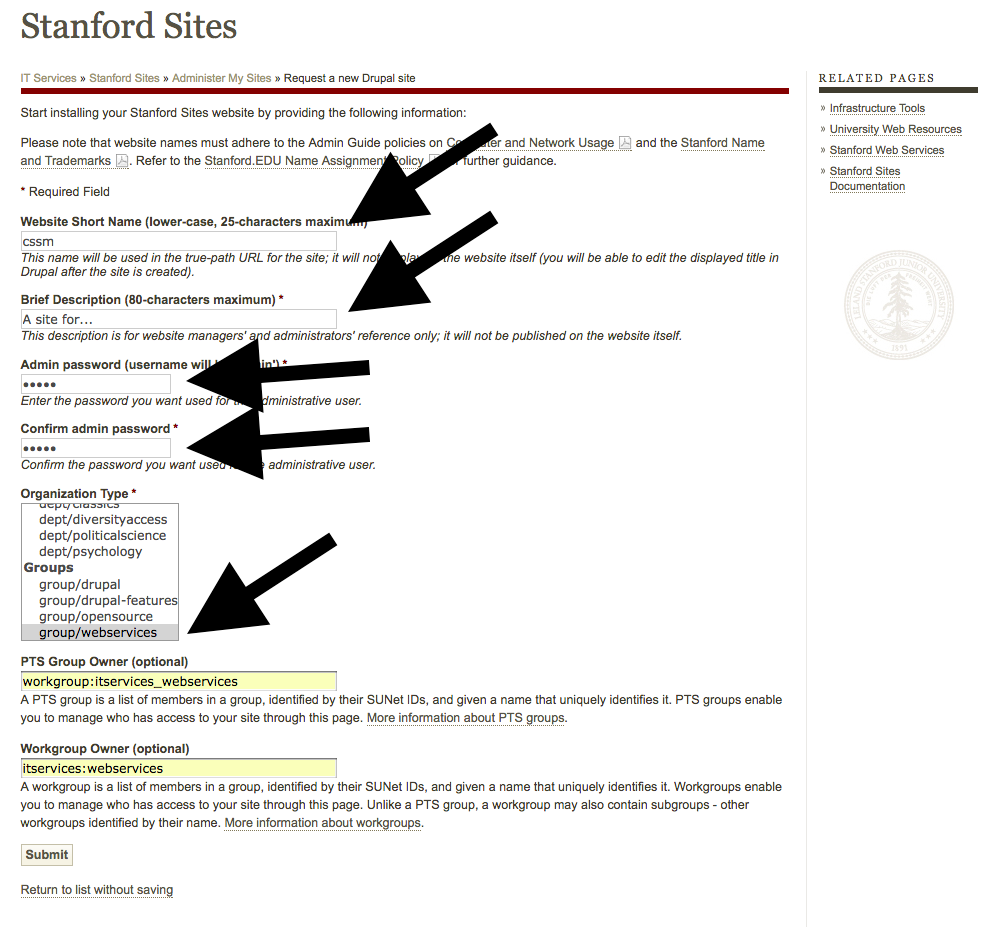 Stanford Sites
IT Services » Stanford Sites » Administer My Sites » Request a new Drupal site
Start installing your Stanford Sites website by providing the following information:
Please note that website names must adhere to the Admin Guide policies on and Network Usage and the Stanford Name
and Trademarks . Refer to the Stanford.EDU Name Assignment further guidance.
* Required Field
Website Short Name (lower-case, 25-characters maximum)
cssm
This name will be used in the true-path URL for the site; it will not the website itself (you will be able to edit the displayed title in
Drupal after the site is created).
Brief Description (80-characters maximum) *
A site for...
This description is for website managers' and administrators' reference only; it will not be published on the website itself.
Admin password (username will *
•••••
Enter the password you want used for administrative user.
Confirm admin password *
•••••
Confirm the password you want used administrative user.
Organization Type *
dept/classics
dept/diversityaccess
dept/politicalscience
dept/psychology
Groups
group/drupal
group/drupal-features
group/opensource
group/webservices
PTS Group Owner (optional)
workgroup:itservices_webservices
A PTS group is a list of members in a group, identified by their SUNet IDs, and given a name that uniquely identifies it. PTS groups enable
you to manage who has access to your site through this page. More information about PTS groups.
Workgroup Owner (optional)
itservices:webservices
A workgroup is a list of members in a group, identified by their SUNet IDs, and given a name that uniquely identifies it. Workgroups enable
you to manage who has access to your site through this page. Unlike a PTS group, a workgroup may also contain subgroups - other
workgroups identified by their name. More information about workgroups.
Submit
Return to list without saving
RELATED PAGES
» Infrastructure Tools
» University Web Resources
» Stanford Web Services
» Stanford Sites
Documentation
LELAND STANFORD JUNIOR UNIVERSITY
1891